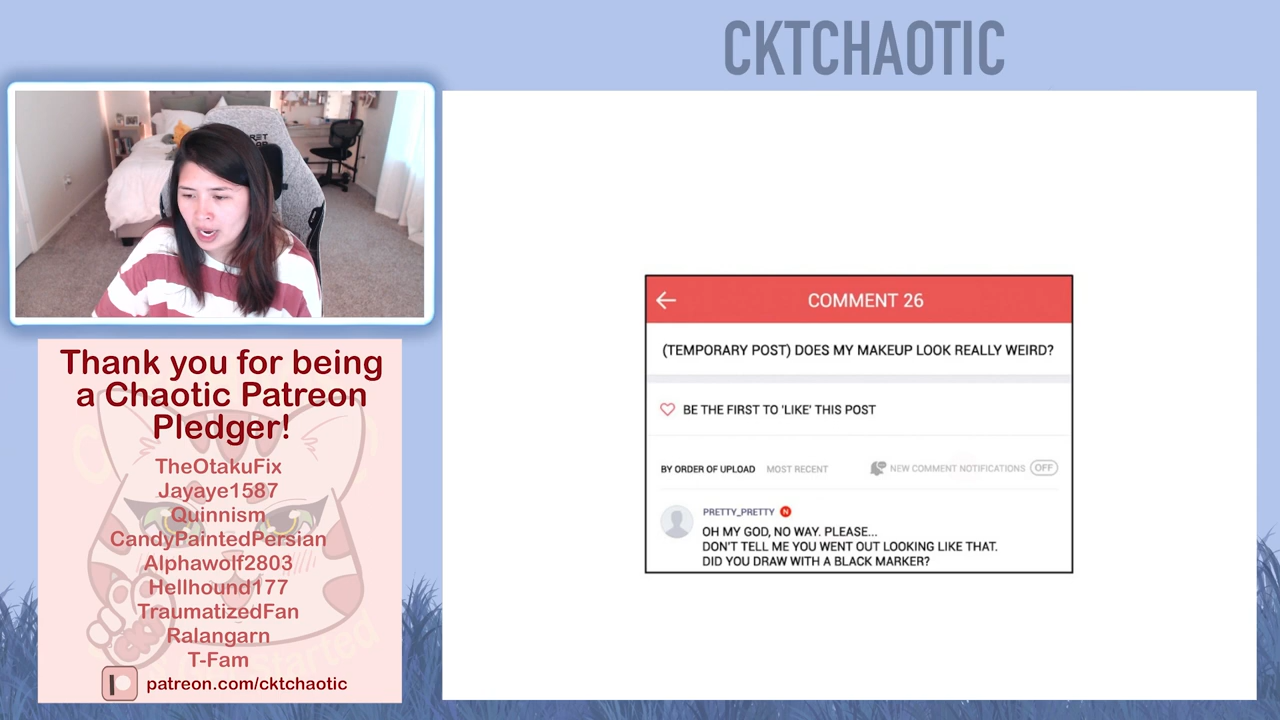 CKTCHAOTIC
COMMENT 26
(TEMPORARY POST) DOES MY MAKEUP LOOK REALLY WEIRD?
BE THE FIRST TO 'LIKE' THIS POST
BY ORDER OF UPLOAD MOST RECENT NEW COMMENT NOTIFICATIONS OFF
PRETTY_PRETTY N
OH MY GOD, NO WAY. PLEASE...
DON'T TELL ME YOU WENT OUT LOOKING LIKE THAT.
DID YOU DRAW WITH A BLACK MARKER?
Thank you for being
a Chaotic Patreon
Pledger!
TheOtakuFix
Jayaye1587
Quinnism
CandyPaintedPersian
Alphawolf2803
Hellhound177
TraumatizedFan
Ralangarn
T-Fam
patreon.com/cktchaotic